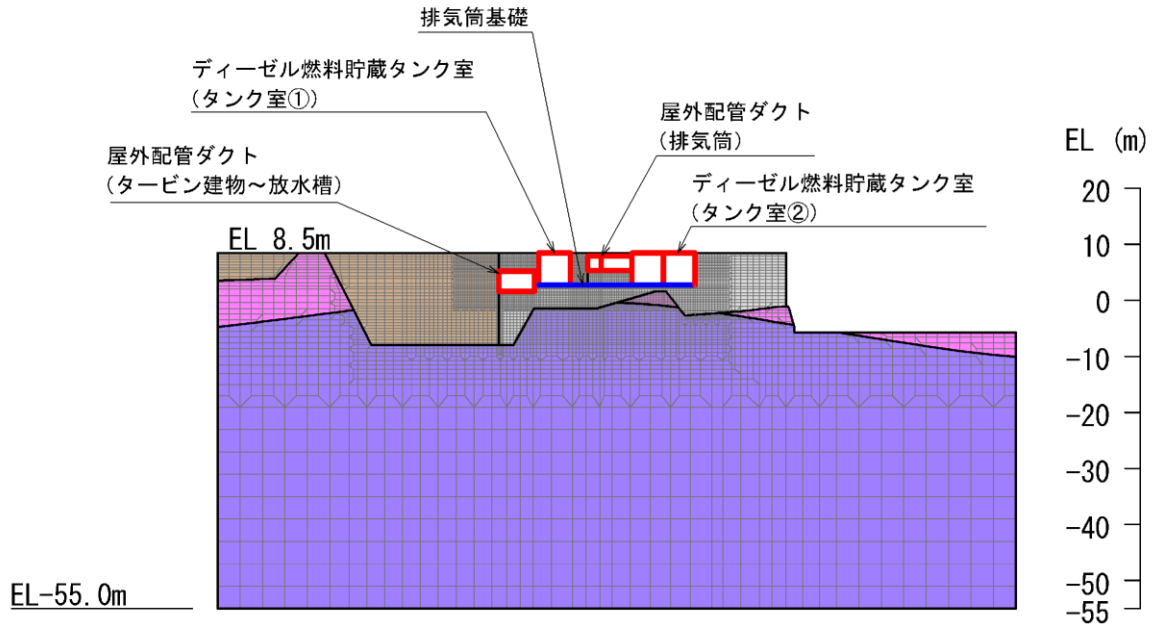 排気筒基礎
ディーゼル燃料貯蔵タンク室
(タンク室①)
屋外配管ダクト
(排気筒)
屋外配管ダクト
(タービン建物～放水槽)
ディーゼル燃料貯蔵タンク室
(タンク室②)
EL 8.5m
EL (m)
20
10
0
-10
-20
-30
-40
-50
-55
EL-55.0m